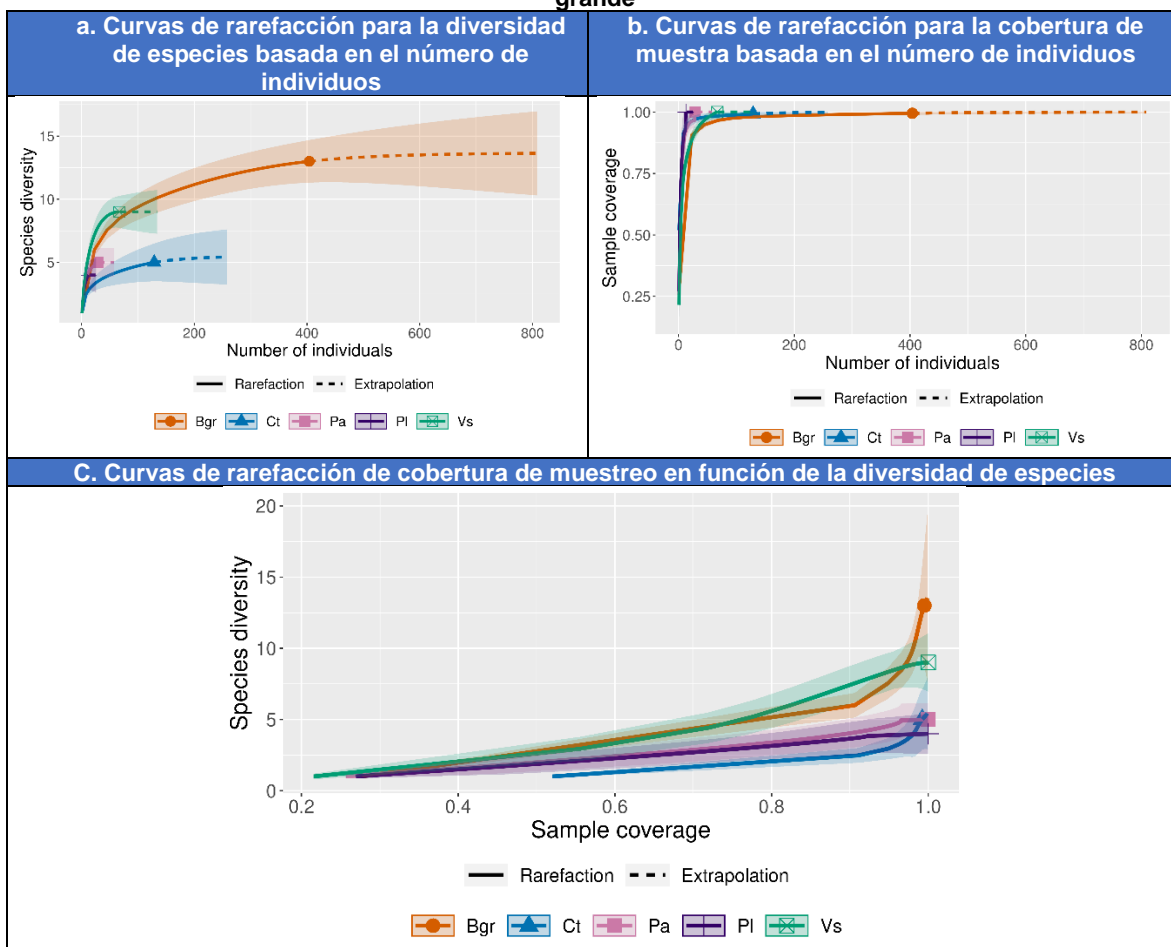 grande
a. Curvas de rarefacción para la diversidad
de especies basada en el número de
individuos
15
10
5
Species diversity
0
200
400
600
800
Number of individuals
Rarefaction
Extrapolation
Bgr
Ct
Pa
Pl
Vs
b. Curvas de rarefacción para la cobertura de
muestra basada en el número de individuos
1.00
0.75
0.50
0.25
Sample coverage
0
200
400
600
800
Number of individuals
Rarefaction
Extrapolation
Bgr
Ct
Pa
Pl
Vs
C. Curvas de rarefacción de cobertura de muestreo en función de la diversidad de especies
20
15
10
5
0
Species diversity
0.2
0.4
0.6
0.8
1.0
Sample coverage
Rarefaction
Extrapolation
Bgr
Ct
Pa
Pl
Vs